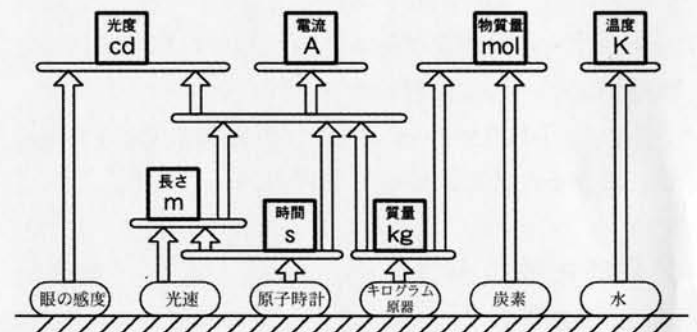 光度
cd
電流
A
物質量
mol
温度
K
長さ
m
時間
s
質量
kg
眼の感度
光速
原子時計
キログラム
原器
炭素
水